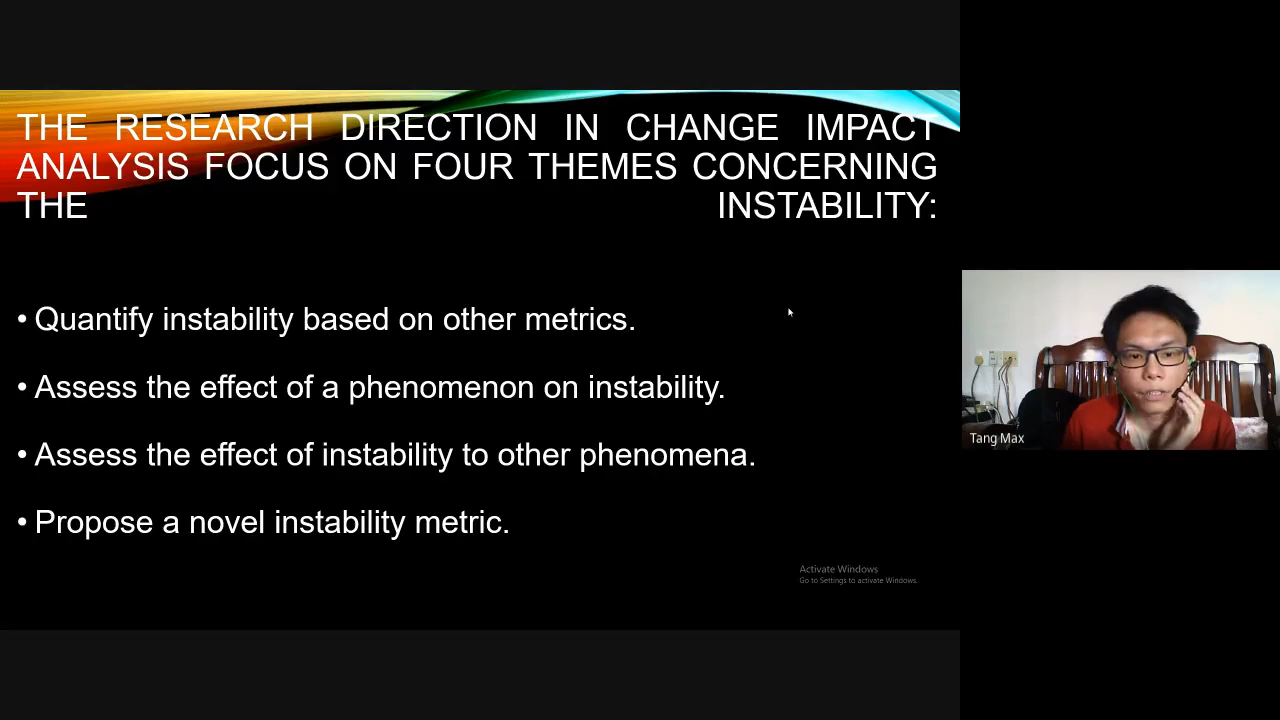 THE RESEARCH DIRECTION IN CHANGE IMPACT
ANALYSIS FOCUS ON FOUR THEMES CONCERNING
THE INSTABILITY:
• Quantify instability based on other metrics.
• Assess the effect of a phenomenon on instability.
• Assess the effect of instability to other phenomena.
• Propose a novel instability metric.
Activate Windows
Go to Settings to activate Windows.
Tang Max